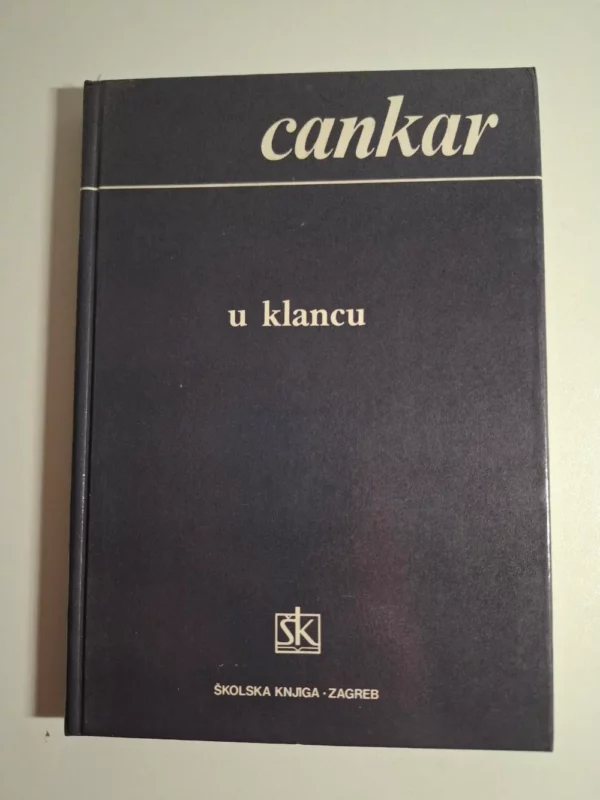 cankar
u klancu
ŠK
ŠKOLSKA KNJIGA · ZAGREB